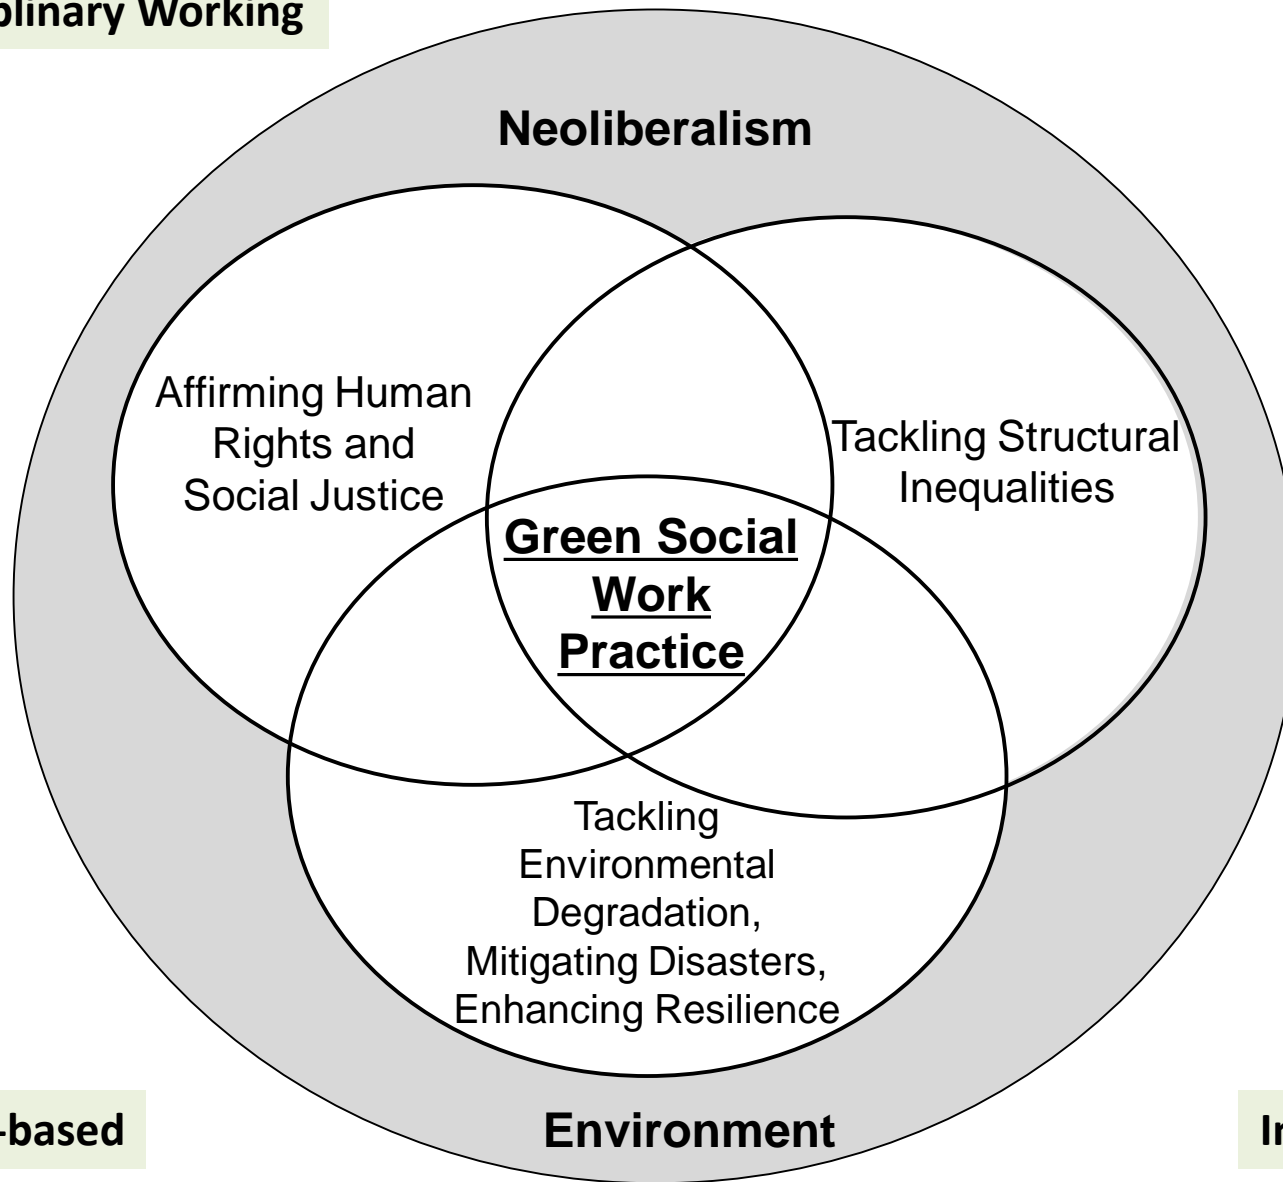 plinary Working
Neoliberalism
Affirming Human
Rights and
Social Justice
Tackling Structural
Inequalities
Green Social
Work
Practice
Tackling
Environmental
Degradation,
Mitigating Disasters,
Enhancing Resilience
-based
Environment
In